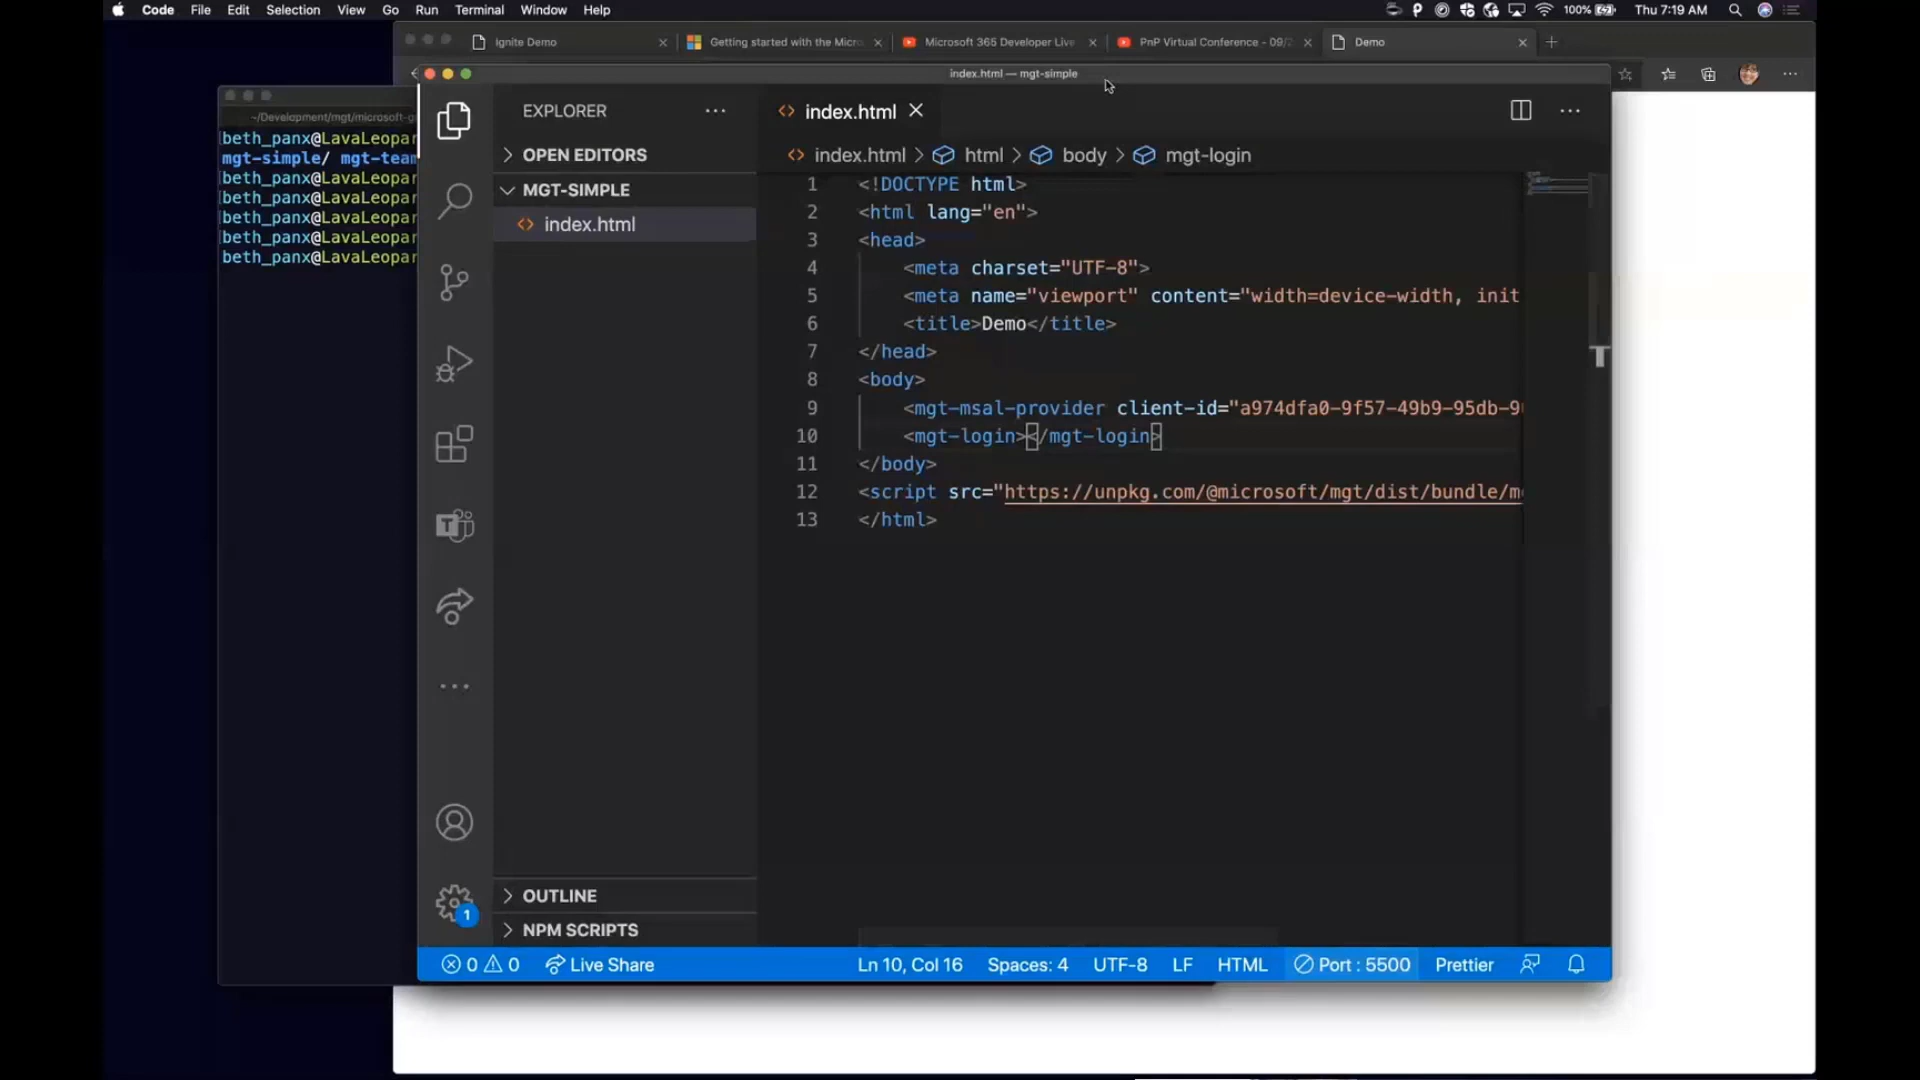 Code File Edit Selection View Go Run Terminal Window Help 100% Thu 7:19 AM
Ignite Demo Getting started with the Micro Microsoft 365 Developer Live PnP Virtual Conference - 09/2 Demo
index.html — mgt-simple
~/Development/mgt/microsoft-g
beth_panx@LavaLeopar
mgt-simple/ mgt-team
beth_panx@LavaLeopar
beth_panx@LavaLeopar
beth_panx@LavaLeopar
beth_panx@LavaLeopar
beth_panx@LavaLeopar
EXPLORER
OPEN EDITORS
MGT-SIMPLE
index.html
OUTLINE
NPM SCRIPTS
index.html
index.html > html > body > mgt-login
1 <!DOCTYPE html>
2 <html lang="en">
3 <head>
4 <meta charset="UTF-8">
5 <meta name="viewport" content="width=device-width, init
6 <title>Demo</title>
7 </head>
8 <body>
9 <mgt-msal-provider client-id="a974dfa0-9f57-49b9-95db-9
10 <mgt-login></mgt-login>
11 </body>
12 <script src="https://unpkg.com/@microsoft/mgt/dist/bundle/m
13 </html>
1
0 0 Live Share Ln 10, Col 16 Spaces: 4 UTF-8 LF HTML Port : 5500 Prettier